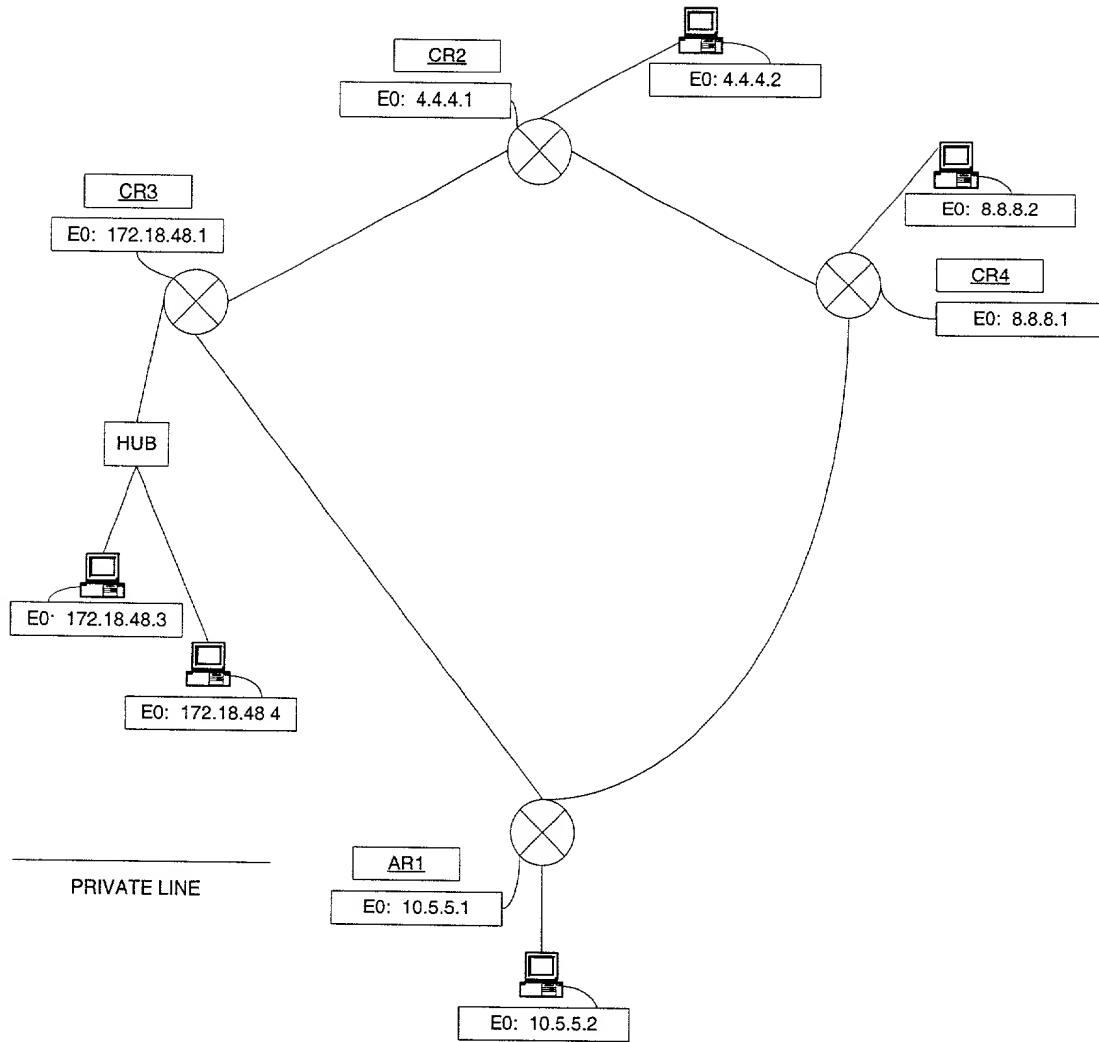 CR2
E0: 4.4.4.1
E0: 4.4.4.2
CR3
E0: 172.18.48.1
E0: 8.8.8.2
CR4
E0: 8.8.8.1
HUB
E0: 172.18.48.3
E0: 172.18.48 4
PRIVATE LINE
AR1
E0: 10.5.5.1
E0: 10.5.5.2